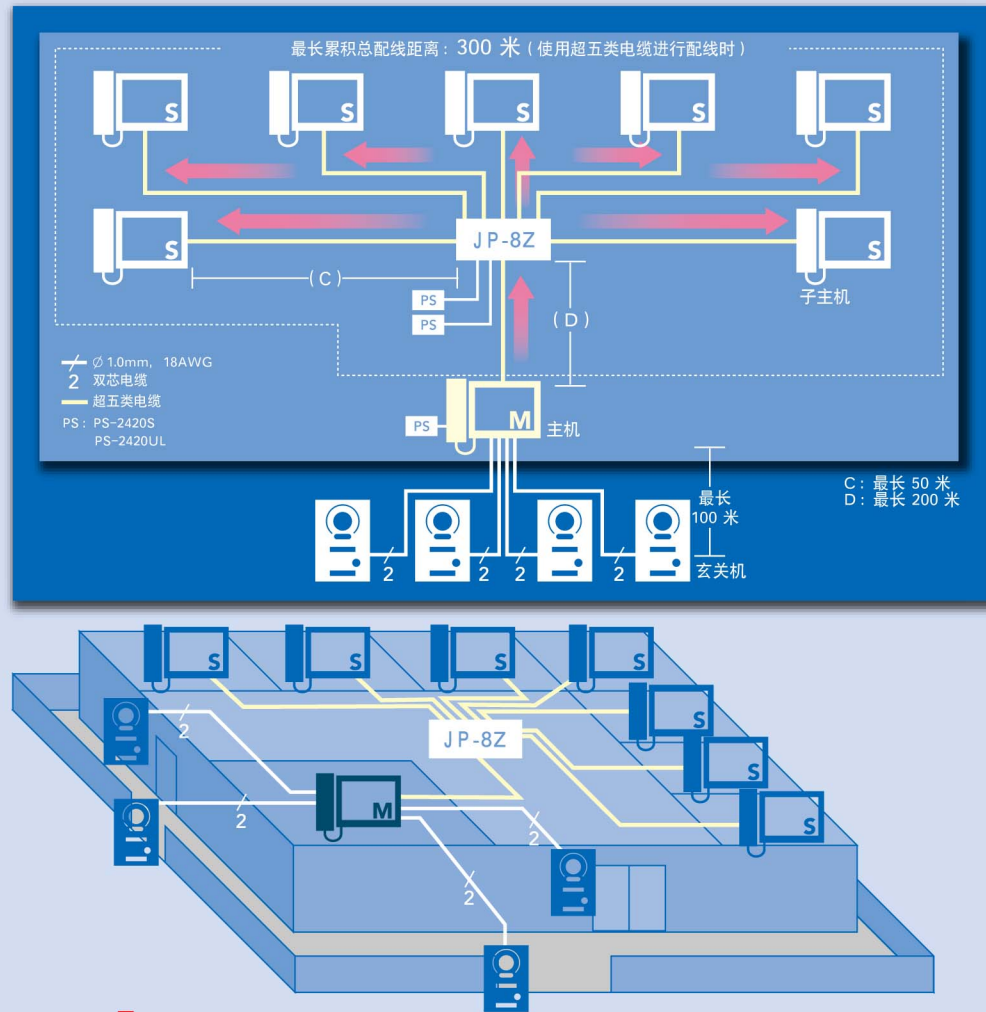 最长累积总配线距离：300 米（使用超五类电缆进行配线时）
S
S
S
S
S
S
JP-8Z
S
(C)
子主机
PS
PS
(D)
Ø 1.0mm, 18AWG
2 双芯电缆
超五类电缆
PS：PS-2420S
PS-2420UL
PS
M
主机
C：最长 50 米
D：最长 200 米
最长
100 米
2
2
2
2
玄关机
S
S
S
S
S
2
JP-8Z
S
M
2
2
S
2